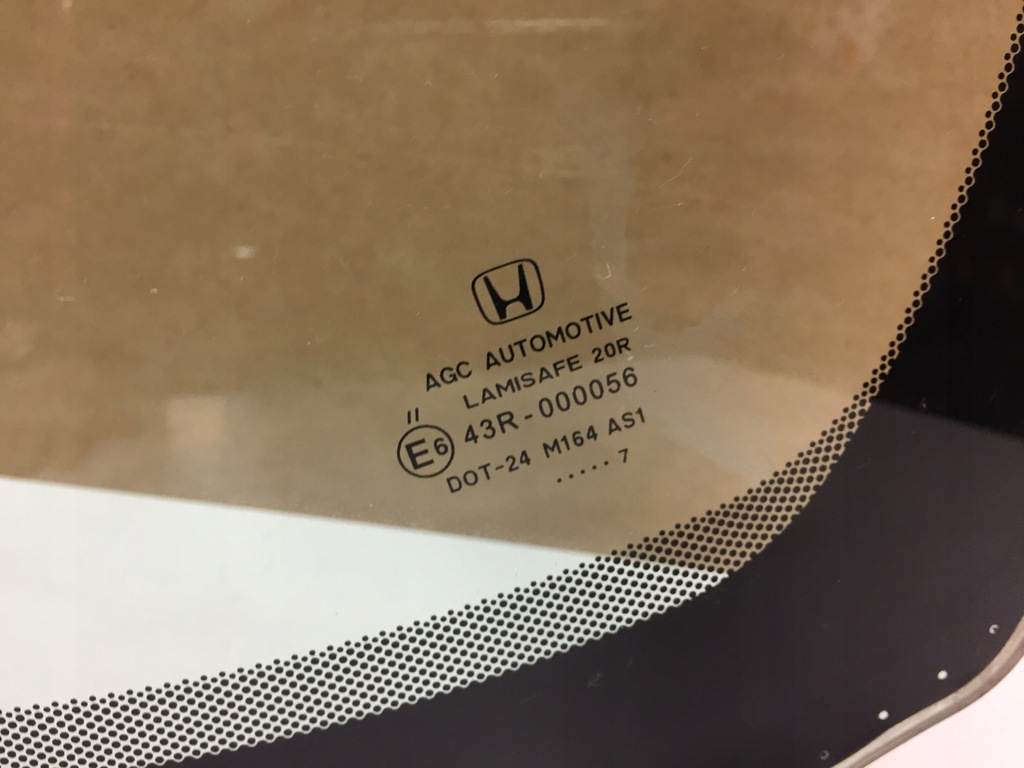 AGC AUTOMOTIVE
LAMISAFE 20R
II
E6 43R-000056
DOT-24 M164 AS1
.....7